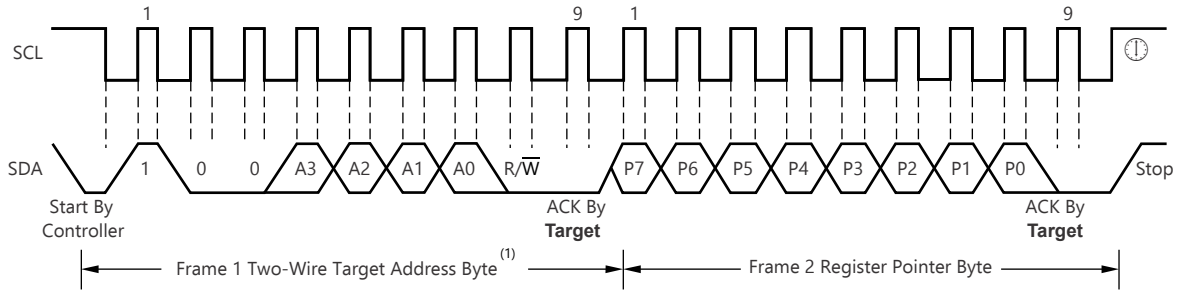 1 9 1 9
SCL
SDA 1 0 0 A3 A2 A1 A0 R/W̅ P7 P6 P5 P4 P3 P2 P1 P0 Stop
Start By ACK By ACK By
Controller Target Target
Frame 1 Two-Wire Target Address Byte(1) Frame 2 Register Pointer Byte